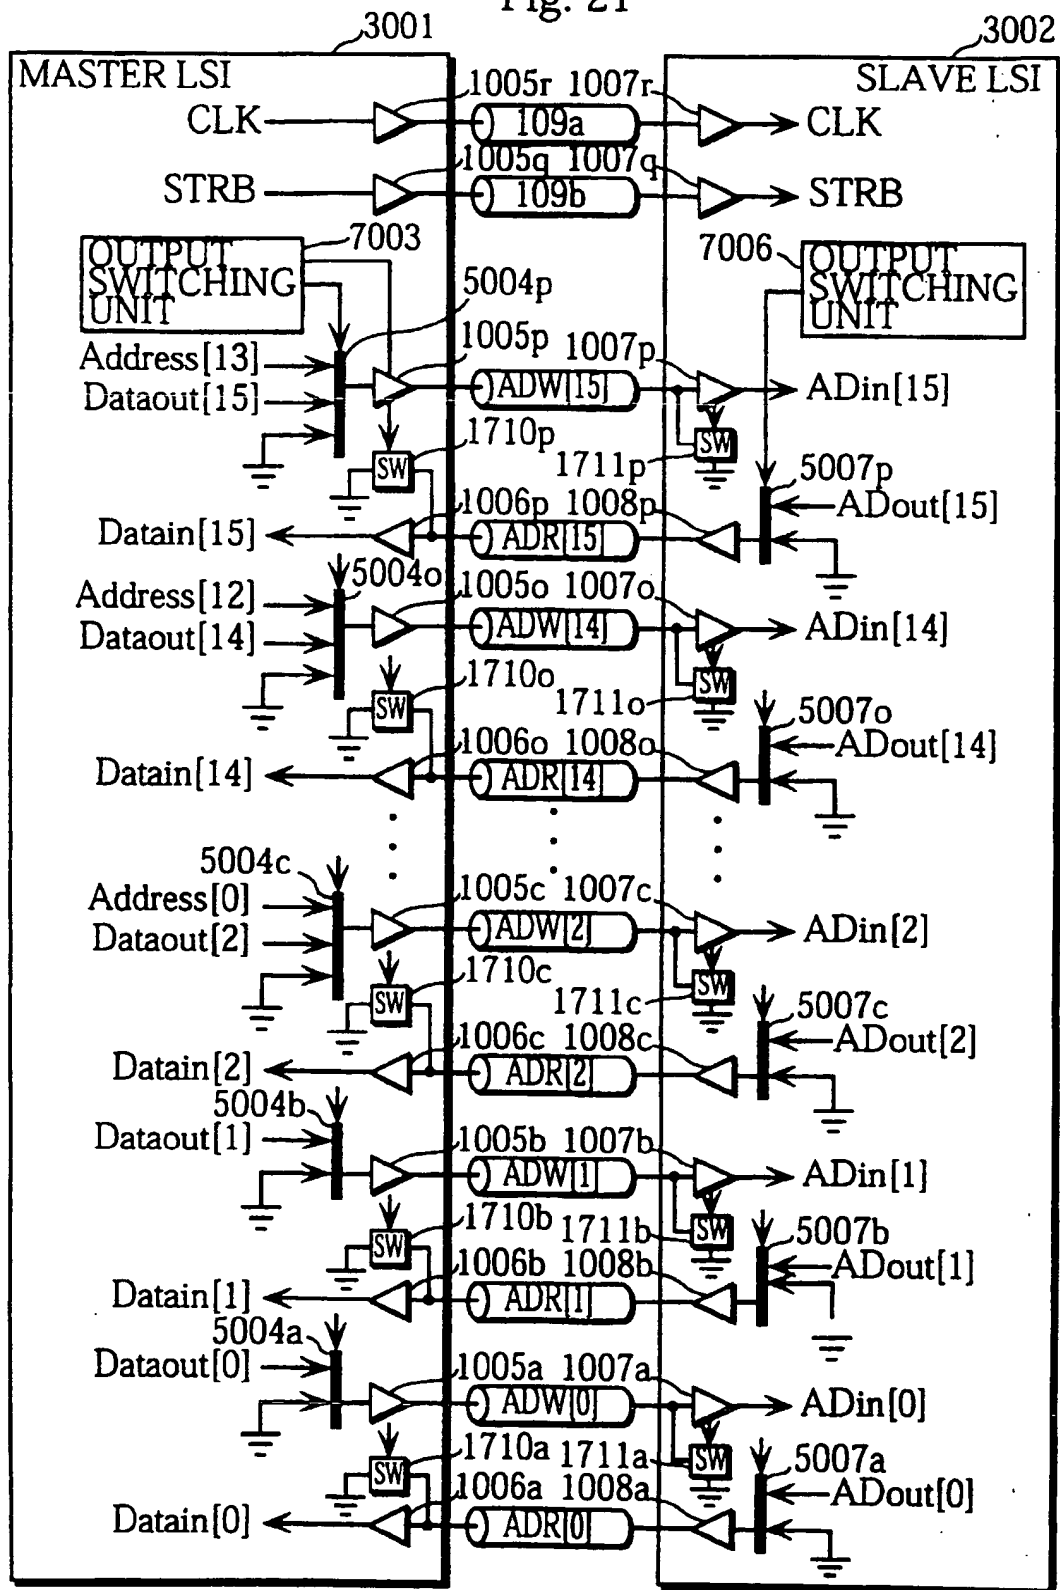 Fig. 21
3001 3002
MASTER LSI SLAVE LSI
1005r 1007r
CLK 109a CLK
1005q 1007q
STRB 109b STRB
7003 7006
OUTPUT SWITCHING UNIT OUTPUT SWITCHING UNIT
5004p
1005p 1007p
Address[13]
ADW[15] ADin[15]
Dataout[15]
1710p SW 1711p SW
5007p
1006p 1008p ADout[15]
Datain[15] ADR[15]
5004o
Address[12] 1005o 1007o
Dataout[14] ADW[14] ADin[14]
1710o SW 1711o SW
5007o
1006o 1008o ADout[14]
Datain[14] ADR[14]
5004c
Address[0] 1005c 1007c
Dataout[2] ADW[2] ADin[2]
1710c SW 1711c SW
5007c
1006c 1008c ADout[2]
Datain[2] ADR[2]
5004b
Dataout[1] 1005b 1007b
ADW[1] ADin[1]
1710b SW 1711b SW
5007b
1006b 1008b ADout[1]
Datain[1] ADR[1]
5004a
Dataout[0] 1005a 1007a
ADW[0] ADin[0]
1710a SW 1711a SW
5007a
1006a 1008a ADout[0]
Datain[0] ADR[0]